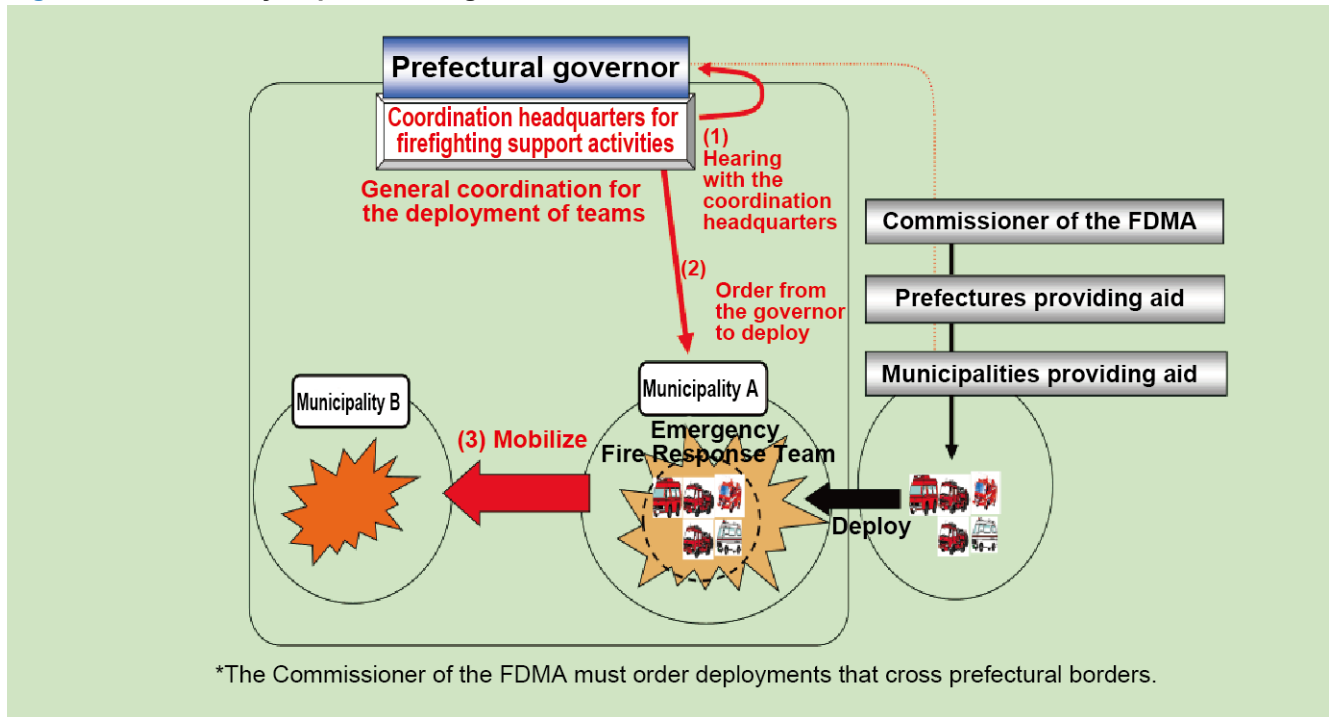 Prefectural governor
Coordination headquarters for
firefighting support activities
General coordination for
the deployment of teams
(1)
Hearing
with the
coordination
headquarters
(2)
Order from
the governor
to deploy
Commissioner of the FDMA
Prefectures providing aid
Municipalities providing aid
Municipality B
(3) Mobilize
Municipality A
Emergency
Fire Response Team
Deploy
*The Commissioner of the FDMA must order deployments that cross prefectural borders.